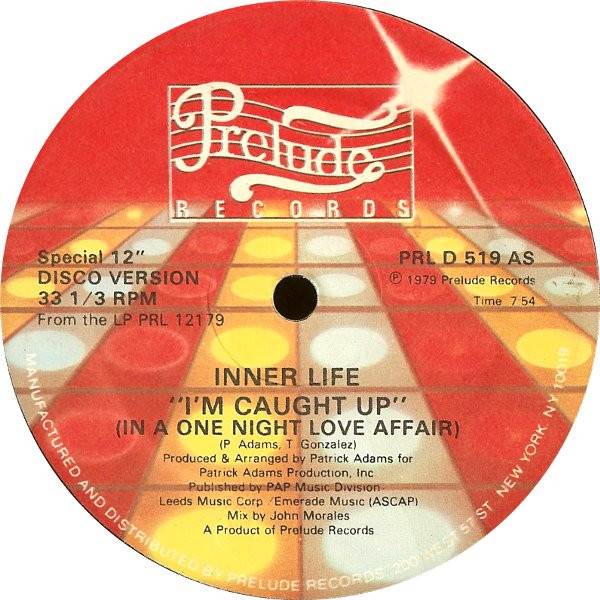 Prelude
RECORDS
Special 12"
DISCO VERSION
33 1/3 RPM
From the LP PRL 12179
PRL D 519 AS
℗ 1979 Prelude Records
Time 7 54
INNER LIFE
"I'M CAUGHT UP"
(IN A ONE NIGHT LOVE AFFAIR)
(P. Adams, T. Gonzalez)
Produced & Arranged by Patrick Adams for
Patrick Adams Production, Inc
Published by PAP Music Division-
Leeds Music Corp /Emerade Music (ASCAP)
Mix by John Morales
A Product of Prelude Records
MANUFACTURED AND DISTRIBUTED BY PRELUDE RECORDS, 200 WEST 57 ST NEW YORK, NY 10019